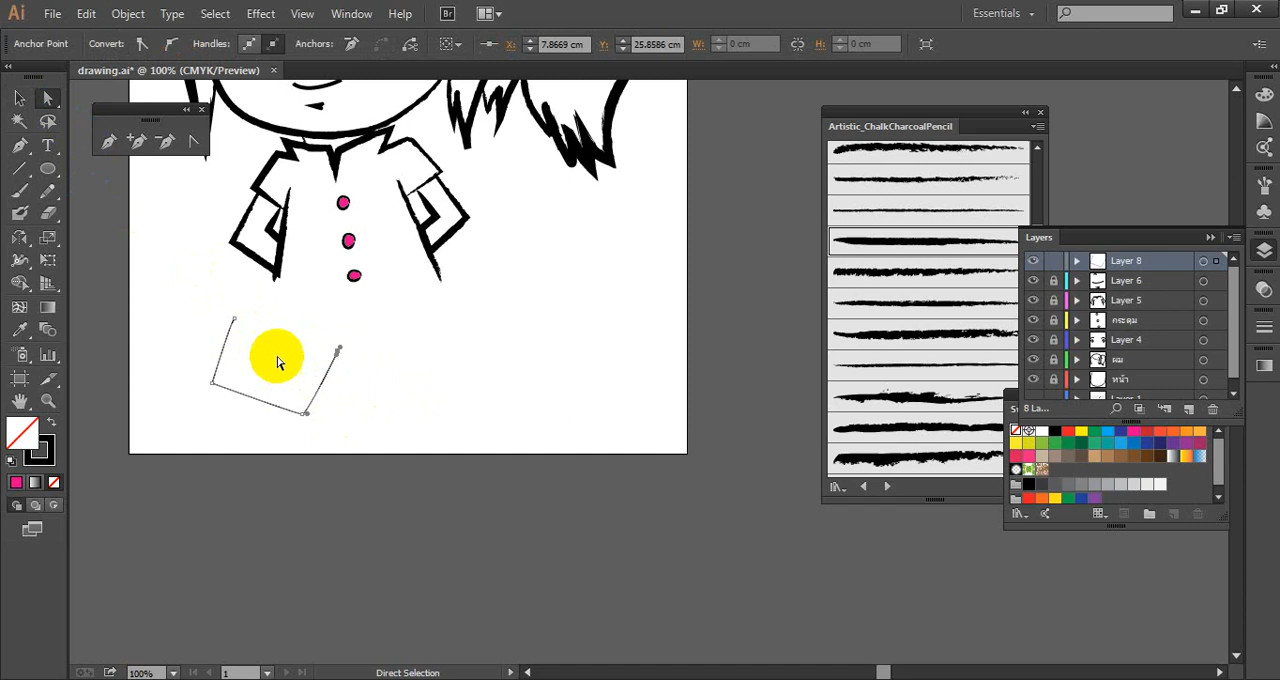 Ai File Edit Object Type Select Effect View Window Help Br Essentials
Anchor Point Convert: Handles: Anchors: X: 7.8669 cm Y: 25.8586 cm W: 0 cm H: 0 cm
drawing.ai* @ 100% (CMYK/Preview)
Artistic_ChalkCharcoalPencil
Layers
Layer 8
Layer 6
Layer 5
กระดุม
Layer 4
ผม
หน้า
8 La...
100% 1 Direct Selection